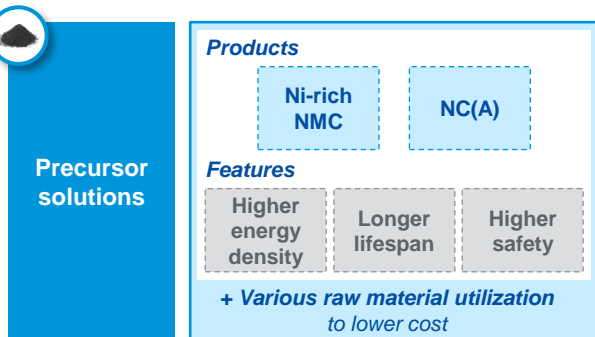 Precursor
solutions
Products
Ni-rich
NMC
NC(A)
Features
Higher
energy
density
Longer
lifespan
Higher
safety
+ Various raw material utilization
to lower cost